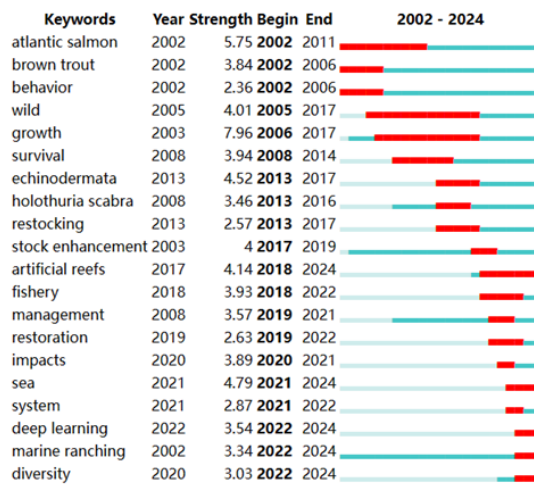 Keywords Year Strength Begin End 2002 - 2024
atlantic salmon 2002 5.75 2002 2011
brown trout 2002 3.84 2002 2006
behavior 2002 2.36 2002 2006
wild 2005 4.01 2005 2017
growth 2003 7.96 2006 2017
survival 2008 3.94 2008 2014
echinodermata 2013 4.52 2013 2017
holothuria scabra 2008 3.46 2013 2016
restocking 2013 2.57 2013 2017
stock enhancement 2003 4 2017 2019
artificial reefs 2017 4.14 2018 2024
fishery 2018 3.93 2018 2022
management 2008 3.57 2019 2021
restoration 2019 2.63 2019 2022
impacts 2020 3.89 2020 2021
sea 2021 4.79 2021 2024
system 2021 2.87 2021 2022
deep learning 2022 3.54 2022 2024
marine ranching 2002 3.34 2022 2024
diversity 2020 3.03 2022 2024